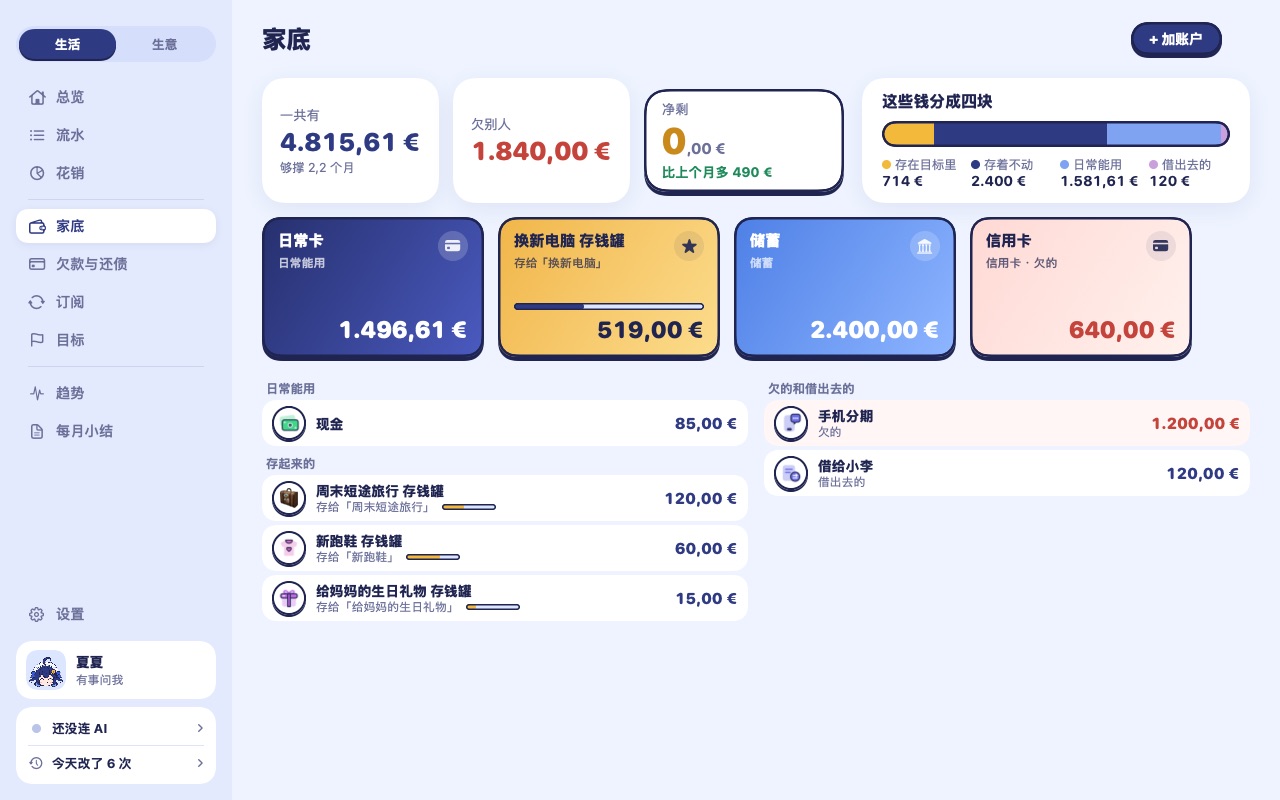 生活
生意
总览
流水
花销
家底
欠款与还债
订阅
目标
趋势
每月小结
设置
夏夏
有事问我
还没连 AI
今天改了 6 次
家底
+ 加账户
一共有
4.815,61 €
够撑 2,2 个月
欠别人
1.840,00 €
净剩
0,00 €
比上个月多 490 €
这些钱分成四块
存在目标里
714 €
存着不动
2.400 €
日常能用
1.581,61 €
借出去的
120 €
日常卡
日常能用
1.496,61 €
换新电脑 存钱罐
存给「换新电脑」
519,00 €
储蓄
储蓄
2.400,00 €
信用卡
信用卡 · 欠的
640,00 €
日常能用
现金
85,00 €
存起来的
周末短途旅行 存钱罐
存给「周末短途旅行」
120,00 €
新跑鞋 存钱罐
存给「新跑鞋」
60,00 €
给妈妈的生日礼物 存钱罐
存给「给妈妈的生日礼物」
15,00 €
欠的和借出去的
手机分期
欠的
1.200,00 €
借给小李
借出去的
120,00 €